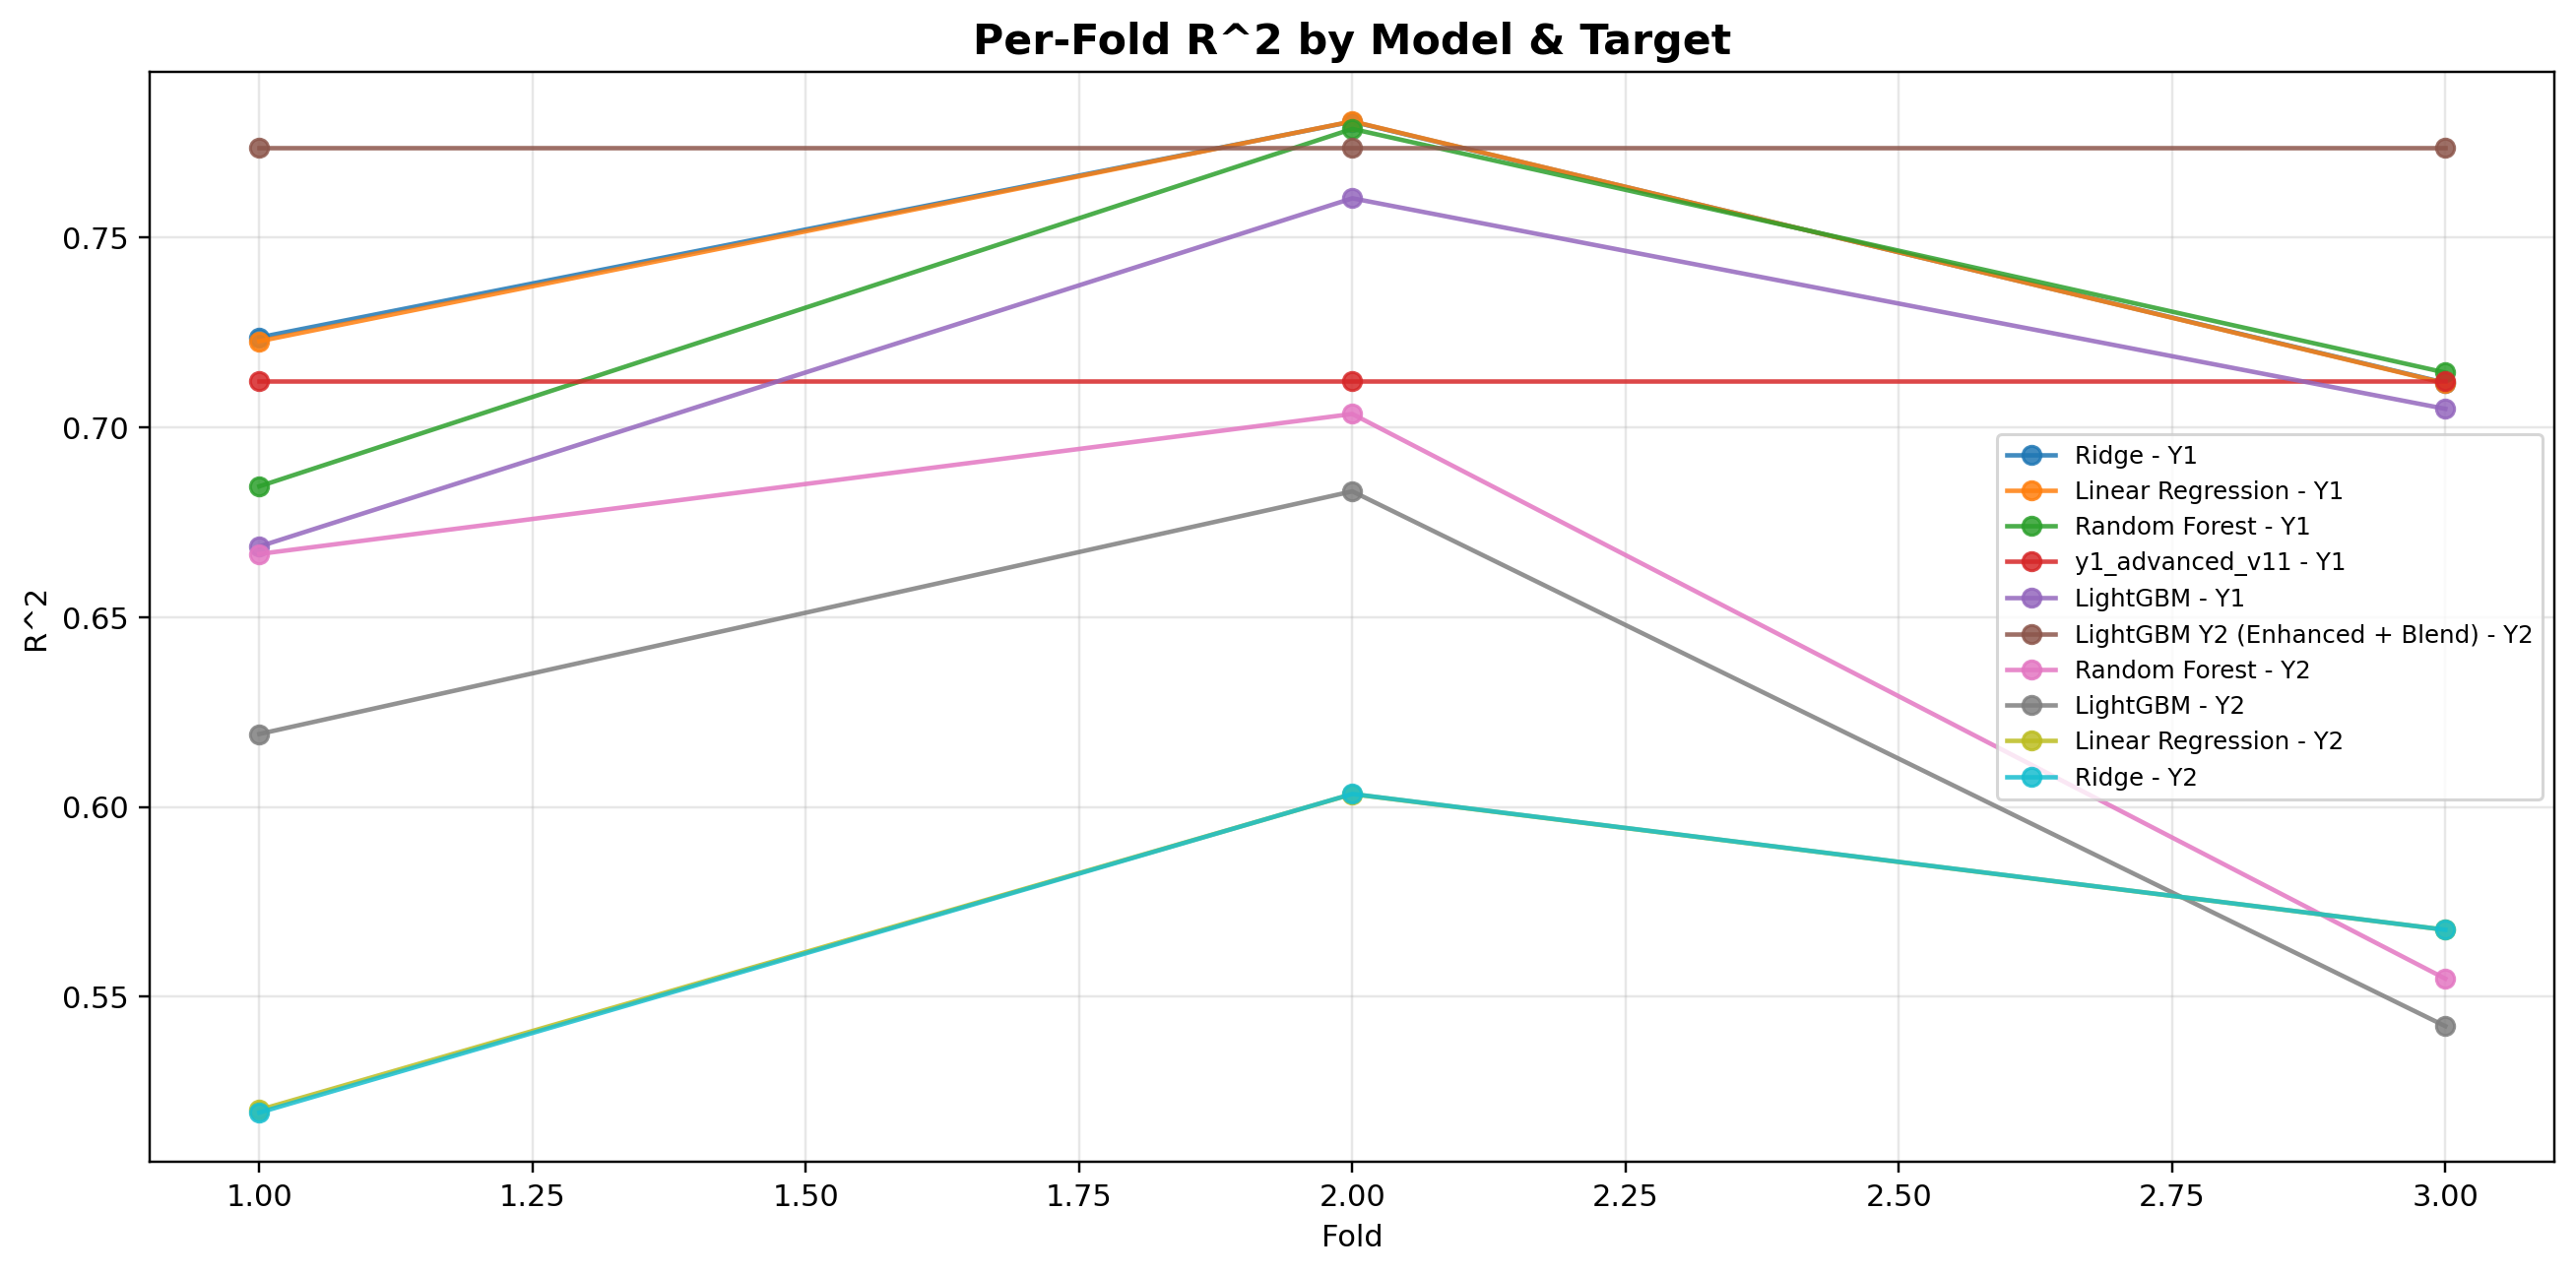 Per-Fold R^2 by Model & Target
R^2
0.75
0.70
0.65
0.60
0.55
Ridge - Y1
Linear Regression - Y1
Random Forest - Y1
y1_advanced_v11 - Y1
LightGBM - Y1
LightGBM Y2 (Enhanced + Blend) - Y2
Random Forest - Y2
LightGBM - Y2
Linear Regression - Y2
Ridge - Y2
1.00 1.25 1.50 1.75 2.00 2.25 2.50 2.75 3.00
Fold